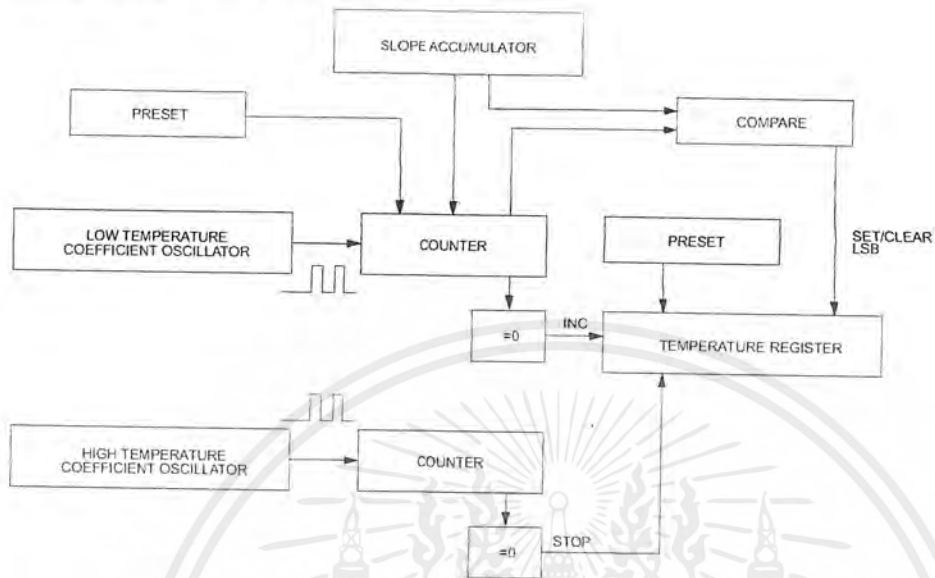 SLOPE ACCUMULATOR
PRESET
COMPARE
LOW TEMPERATURE
COEFFICIENT OSCILLATOR
COUNTER
PRESET
SET/CLEAR
LSB
=0
INC
TEMPERATURE REGISTER
HIGH TEMPERATURE
COEFFICIENT OSCILLATOR
COUNTER
=0
STOP